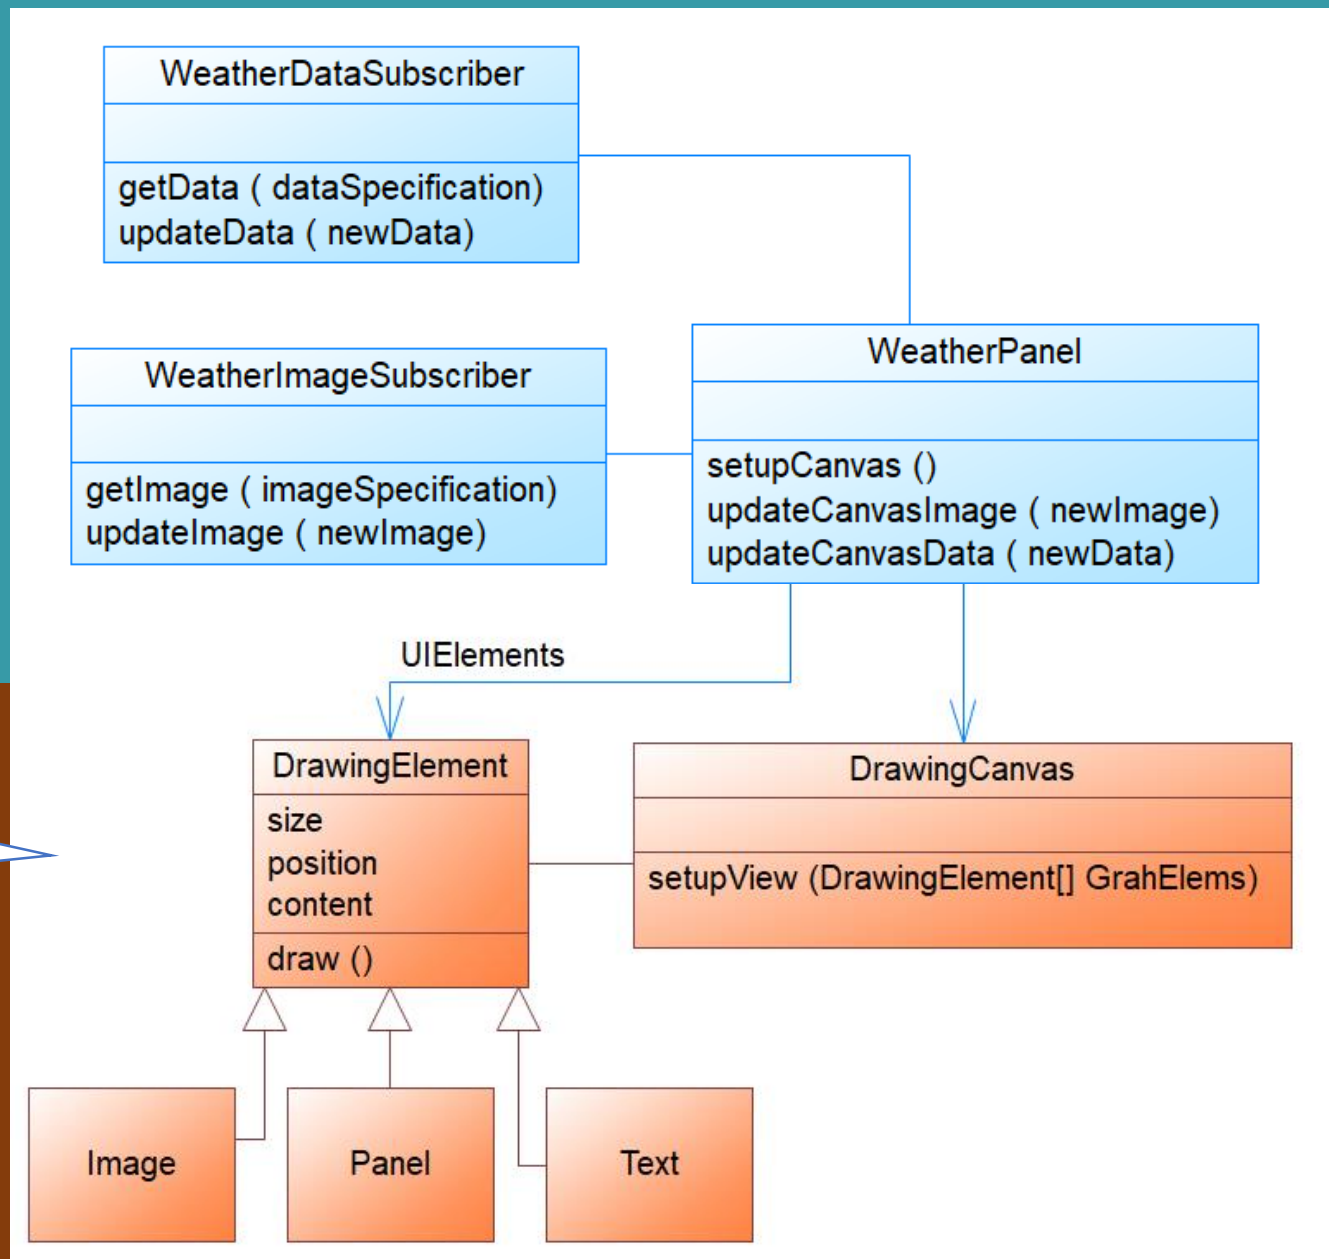 WeatherDataSubscriber
getData ( dataSpecification)
updateData ( newData)
WeatherImageSubscriber
getImage ( imageSpecification)
updateImage ( newImage)
WeatherPanel
setupCanvas ()
updateCanvasImage ( newImage)
updateCanvasData ( newData)
UIElements
DrawingElement
size
position
content
draw ()
DrawingCanvas
setupView (DrawingElement[] GrahElems)
Image
Panel
Text